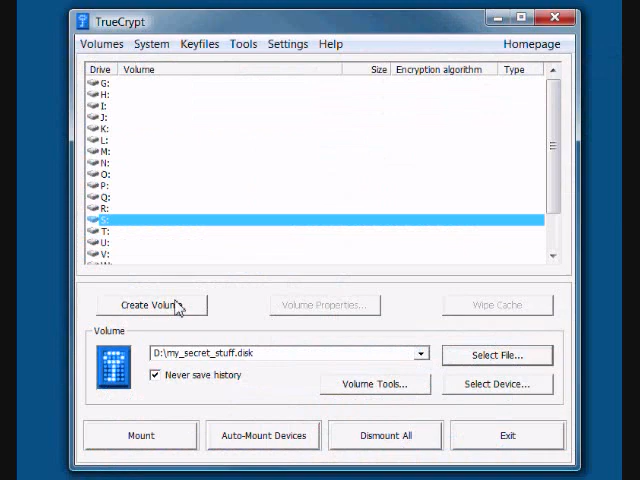 TrueCrypt
Volumes System Keyfiles Tools Settings Help Homepage
Drive Volume Size Encryption algorithm Type
G:
H:
I:
J:
K:
L:
M:
N:
O:
P:
Q:
R:
S:
T:
U:
V:
Create Volume Volume Properties... Wipe Cache
Volume
D:\my_secret_stuff.disk Select File...
Never save history
Volume Tools... Select Device...
Mount Auto-Mount Devices Dismount All Exit